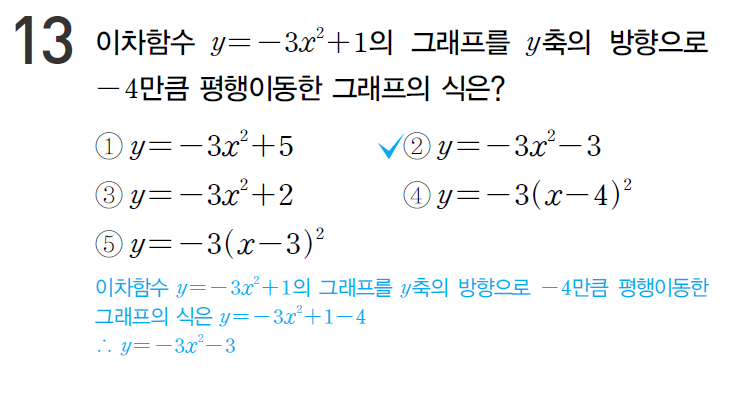 13 이차함수 y=-3x²+1의 그래프를 y축의 방향으로
-4만큼 평행이동한 그래프의 식은?
① y=-3x²+5 ② y=-3x²-3
③ y=-3x²+2 ④ y=-3(x-4)²
⑤ y=-3(x-3)²
이차함수 y=-3x²+1의 그래프를 y축의 방향으로 -4만큼 평행이동한
그래프의 식은 y=-3x²+1-4
∴ y=-3x²-3